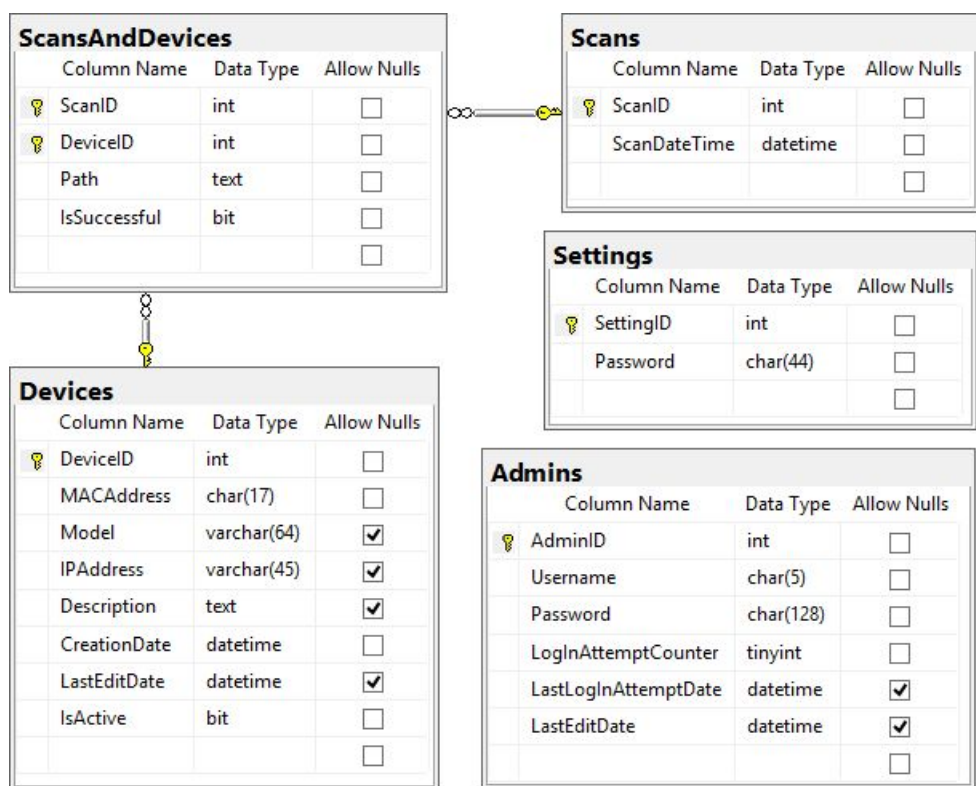 ScansAndDevices
Column Name Data Type Allow Nulls
ScanID int
DeviceID int
Path text
IsSuccessful bit
Scans
Column Name Data Type Allow Nulls
ScanID int
ScanDateTime datetime
Settings
Column Name Data Type Allow Nulls
SettingID int
Password char(44)
Devices
Column Name Data Type Allow Nulls
DeviceID int
MACAddress char(17)
Model varchar(64)
IPAddress varchar(45)
Description text
CreationDate datetime
LastEditDate datetime
IsActive bit
Admins
Column Name Data Type Allow Nulls
AdminID int
Username char(5)
Password char(128)
LogInAttemptCounter tinyint
LastLogInAttemptDate datetime
LastEditDate datetime